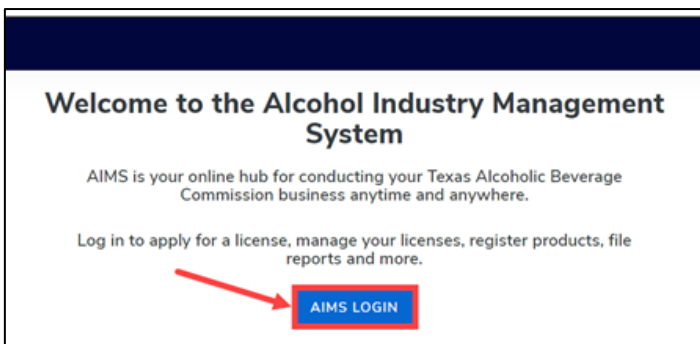 Welcome to the Alcohol Industry Management
System
AIMS is your online hub for conducting your Texas Alcoholic Beverage
Commission business anytime and anywhere.
Log in to apply for a license, manage your licenses, register products, file
reports and more.
AIMS LOGIN